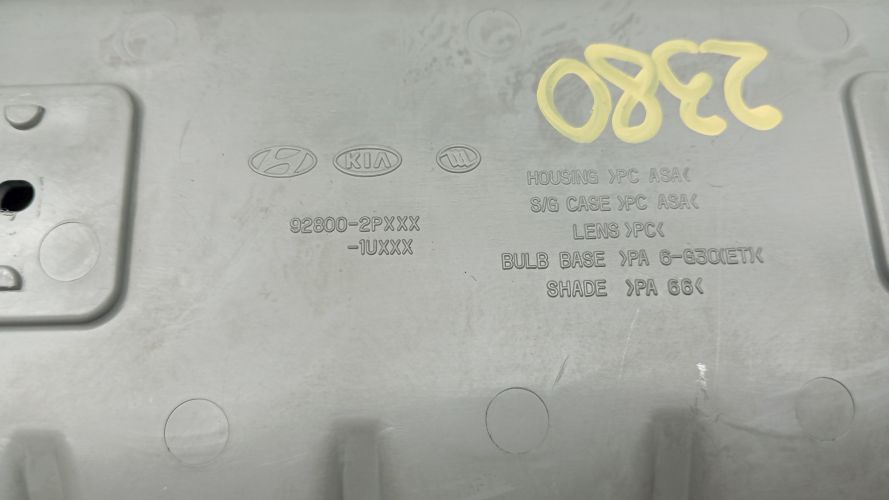 2380
KIA
HOUSING >PC ASA<
S/G CASE >PC ASA<
92800-2PXXX
LENS >PC<
-1UXXX
BULB BASE >PA 6-G30(ET)<
SHADE >PA 66<